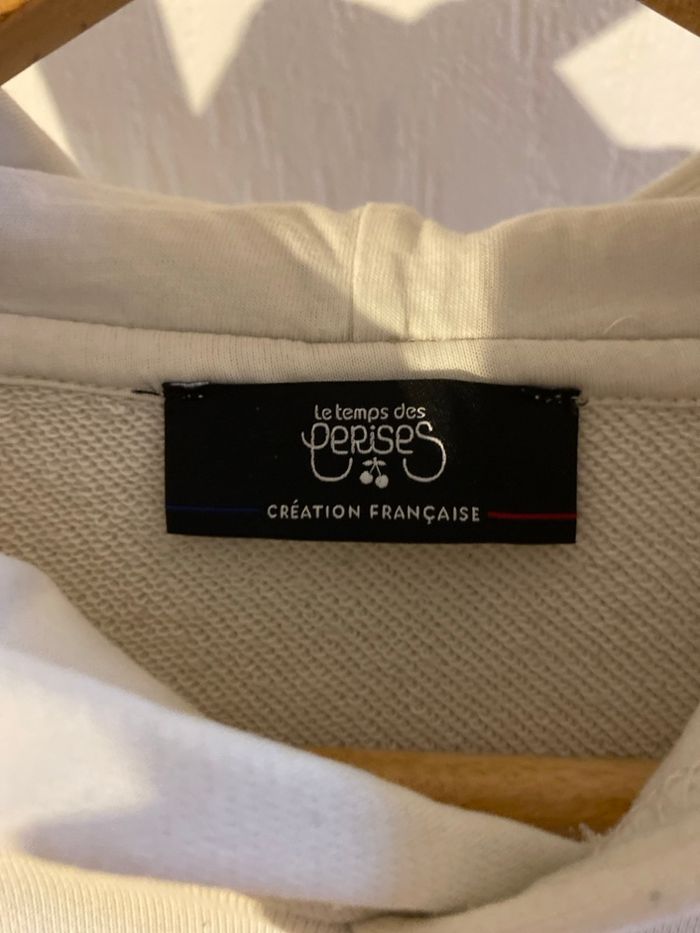 Le temps des
CERISES
CRÉATION FRANÇAISE